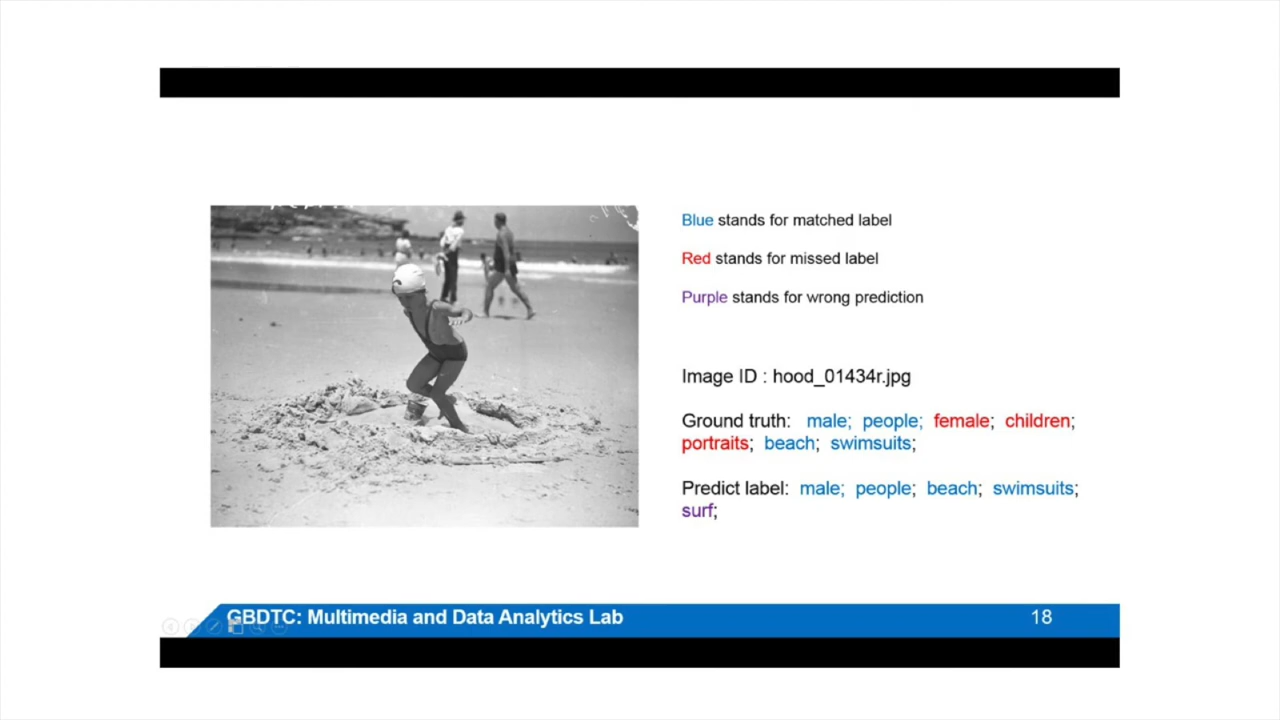 Blue stands for matched label
Red stands for missed label
Purple stands for wrong prediction
Image ID : hood_01434r.jpg
Ground truth: male; people; female; children;
portraits; beach; swimsuits;
Predict label: male; people; beach; swimsuits;
surf;
GBDTC: Multimedia and Data Analytics Lab
18